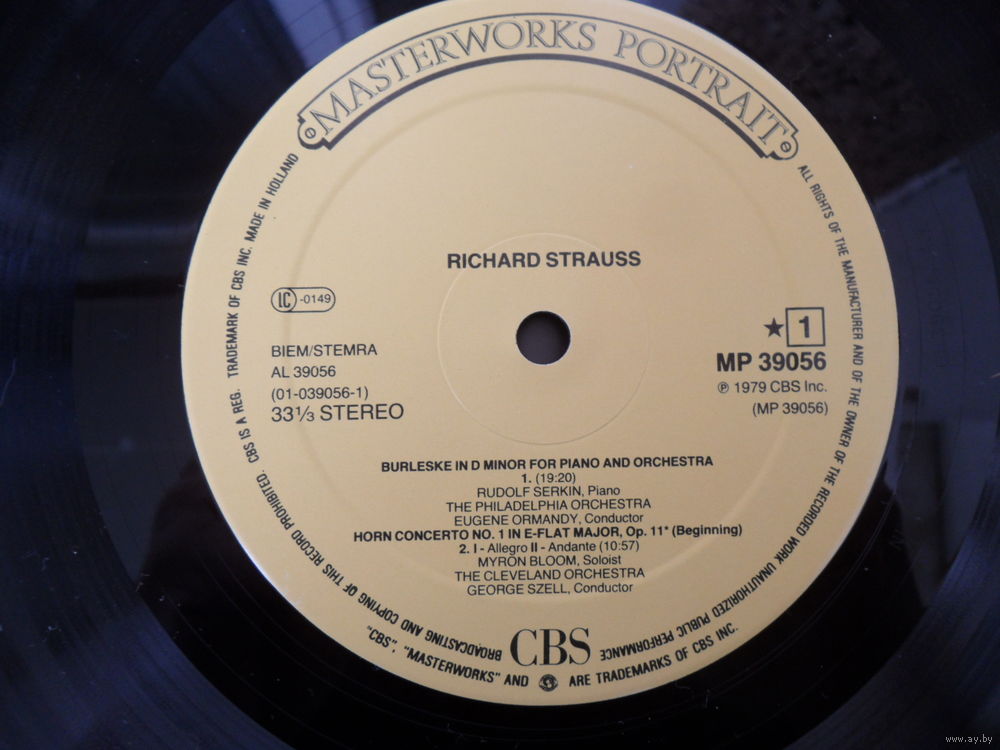 MASTERWORKS PORTRAIT
RICHARD STRAUSS
LC -0149
BIEM/STEMRA
AL 39056
(01-039056-1)
33⅓ STEREO
★ 1
MP 39056
℗ 1979 CBS Inc.
(MP 39056)
BURLESKE IN D MINOR FOR PIANO AND ORCHESTRA
1. (19:20)
RUDOLF SERKIN, Piano
THE PHILADELPHIA ORCHESTRA
EUGENE ORMANDY, Conductor
HORN CONCERTO NO. 1 IN E-FLAT MAJOR, Op. 11* (Beginning)
2. I - Allegro II - Andante (10:57)
MYRON BLOOM, Soloist
THE CLEVELAND ORCHESTRA
GEORGE SZELL, Conductor
CBS
ALL RIGHTS OF THE MANUFACTURER AND OF THE OWNER OF THE RECORDED WORK UNAUTHORIZED PUBLIC PERFORMANCE
BROADCASTING AND COPYING OF THIS RECORD PROHIBITED. CBS IS A REG. TRADEMARK OF CBS INC. MADE IN HOLLAND
"CBS", "MASTERWORKS" AND ARE TRADEMARKS OF CBS INC.
www.ay.by